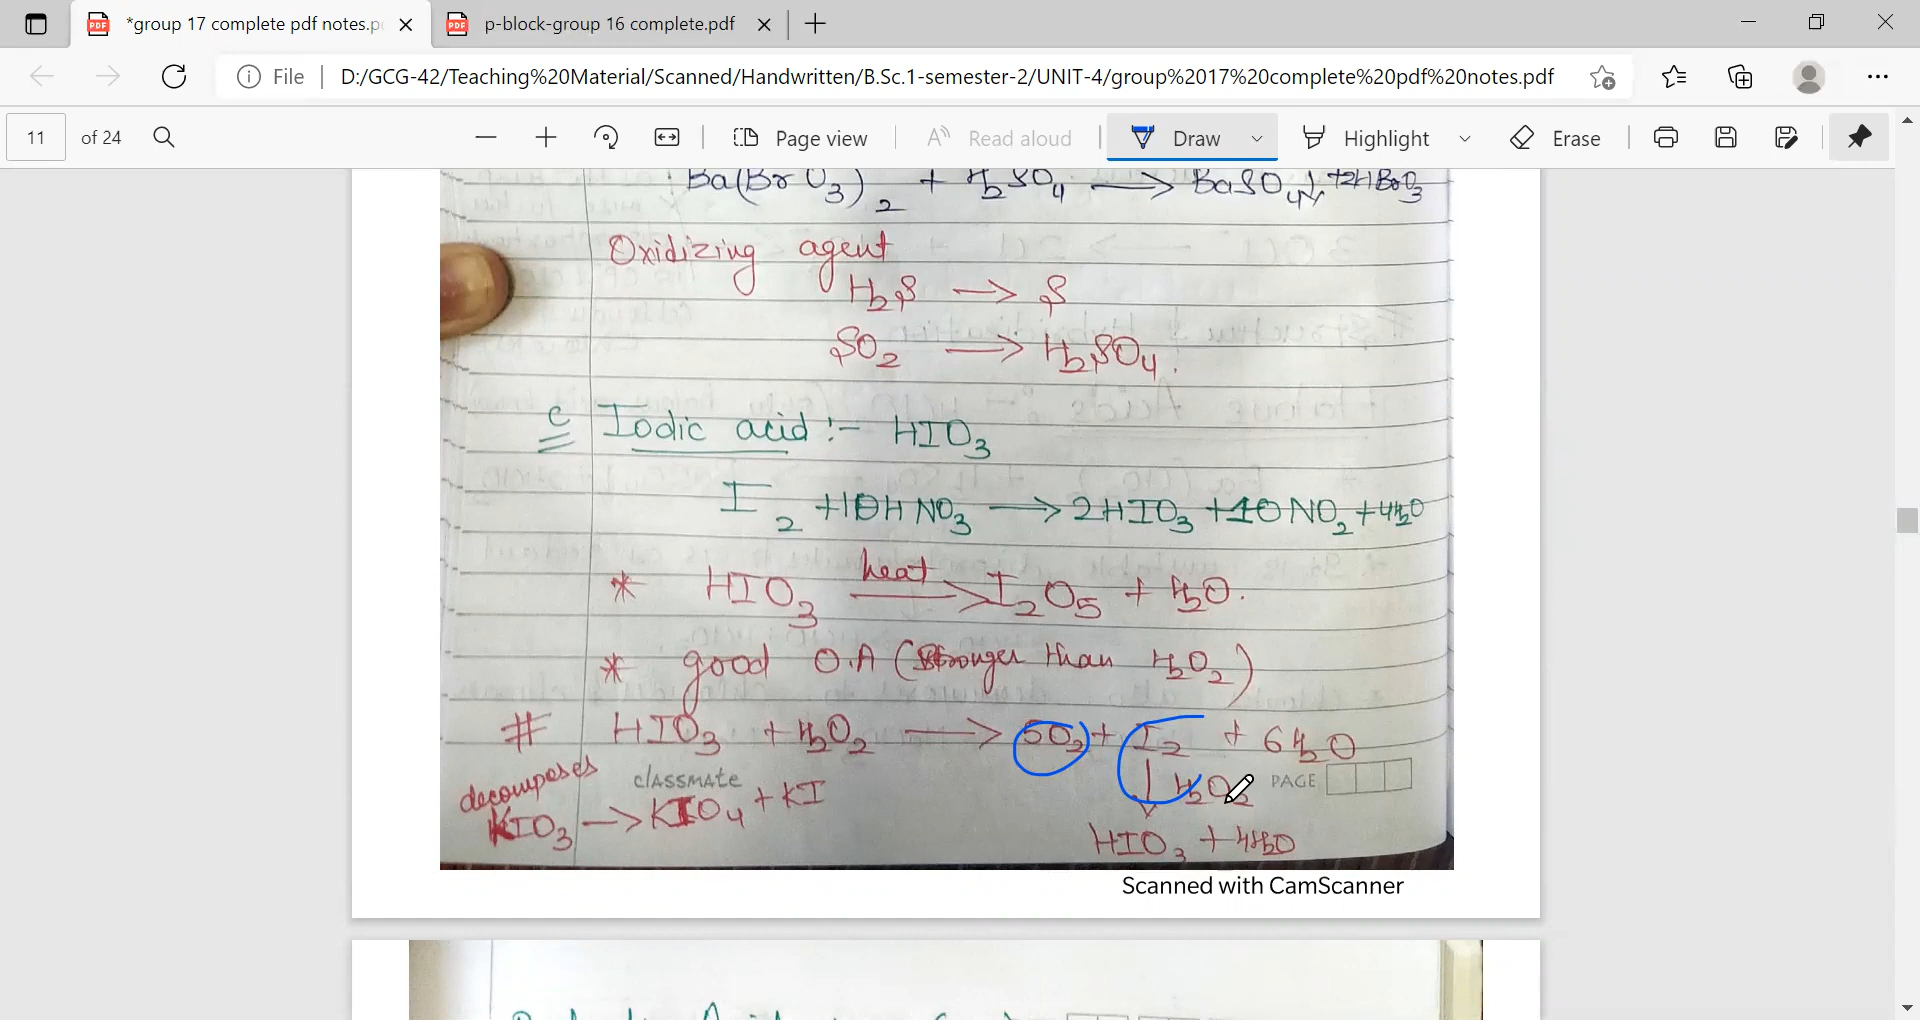 *group 17 complete pdf notes.p
p-block-group 16 complete.pdf
File
D:/GCG-42/Teaching%20Material/Scanned/Handwritten/B.Sc.1-semester-2/UNIT-4/group%2017%20complete%20pdf%20notes.pdf
11 of 24
Page view
Read aloud
Draw
Highlight
Erase
Ba(BrO3)2 + H2SO4 → BaSO4↓ + 2HBrO3
Oxidizing agent
H2S → S
SO2 → H2SO4.
C Iodic acid :- HIO3
I2 + 10HNO3 → 2HIO3 + 10NO2 + 4H2O
* HIO3 heat → I2O5 + H2O.
* good O.A (Stronger than H2O2)
# HIO3 + H2O2 → 5O2 + I2 + 6H2O
↓ H2O2
HIO3 + 4H2O
decomposes
KIO3 → KIO4 + KI
classmate
PAGE
Scanned with CamScanner